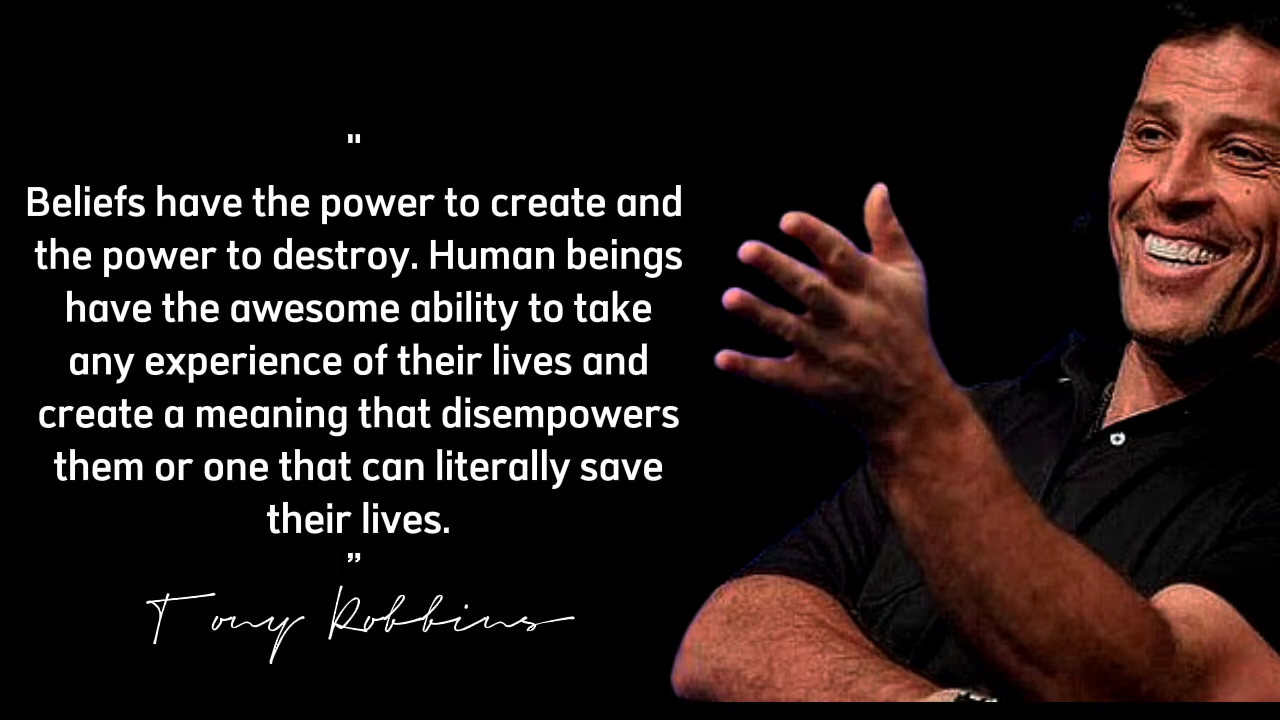 "
Beliefs have the power to create and
the power to destroy. Human beings
have the awesome ability to take
any experience of their lives and
create a meaning that disempowers
them or one that can literally save
their lives.
”
Tony Robbins